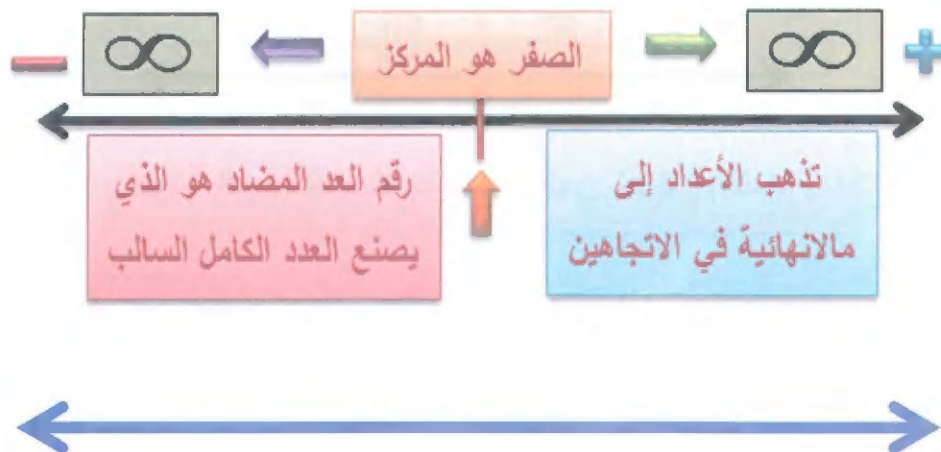 + ∞ الصفر هو المركز ∞ −
تذهب الأعداد إلى
مالانهائية في الاتجاهين
رقم العد المضاد هو الذي
يصنع العدد الكامل السالب